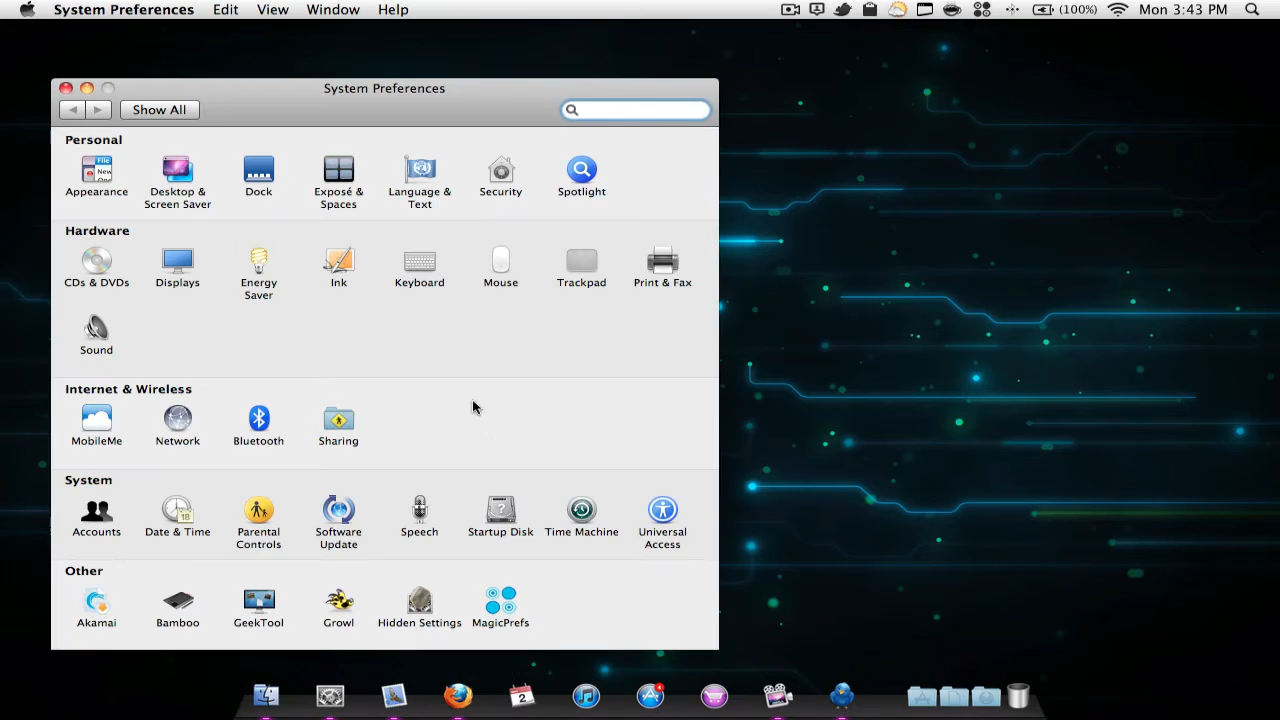 System Preferences Edit View Window Help (100%) Mon 3:43 PM
System Preferences
Show All
Personal
Appearance
Desktop &
Screen Saver
Dock
Exposé &
Spaces
Language &
Text
Security
Spotlight
Hardware
CDs & DVDs
Displays
Energy
Saver
Ink
Keyboard
Mouse
Trackpad
Print & Fax
Sound
Internet & Wireless
MobileMe
Network
Bluetooth
Sharing
System
Accounts
Date & Time
Parental
Controls
Software
Update
Speech
Startup Disk
Time Machine
Universal
Access
Other
Akamai
Bamboo
GeekTool
Growl
Hidden Settings
MagicPrefs